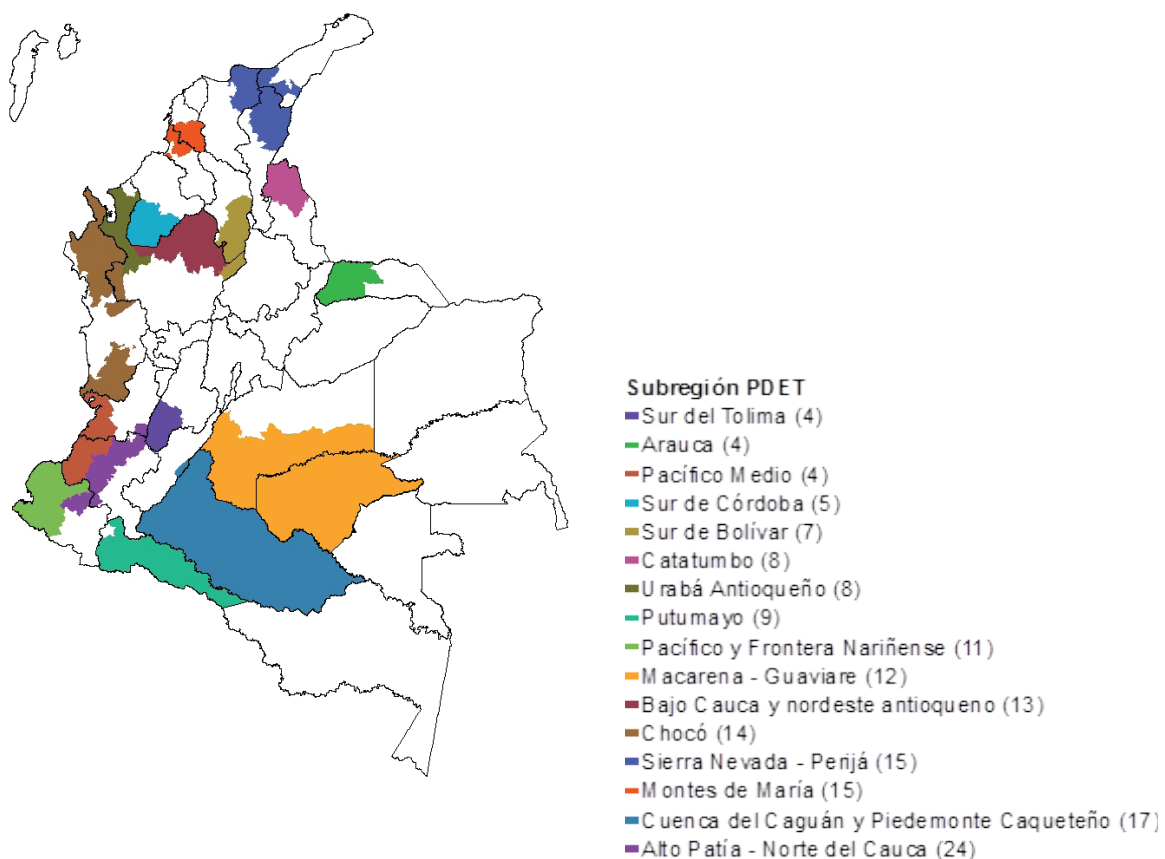 Subregión PDET
Sur del Tolima (4)
Arauca (4)
Pacífico Medio (4)
Sur de Córdoba (5)
Sur de Bolívar (7)
Catatumbo (8)
Urabá Antioqueño (8)
Putumayo (9)
Pacífico y Frontera Nariñense (11)
Macarena - Guaviare (12)
Bajo Cauca y nordeste antioqueno (13)
Chocó (14)
Sierra Nevada - Perijá (15)
Montes de María (15)
Cuenca del Caguán y Piedemonte Caqueteño (17)
Alto Patía - Norte del Cauca (24)